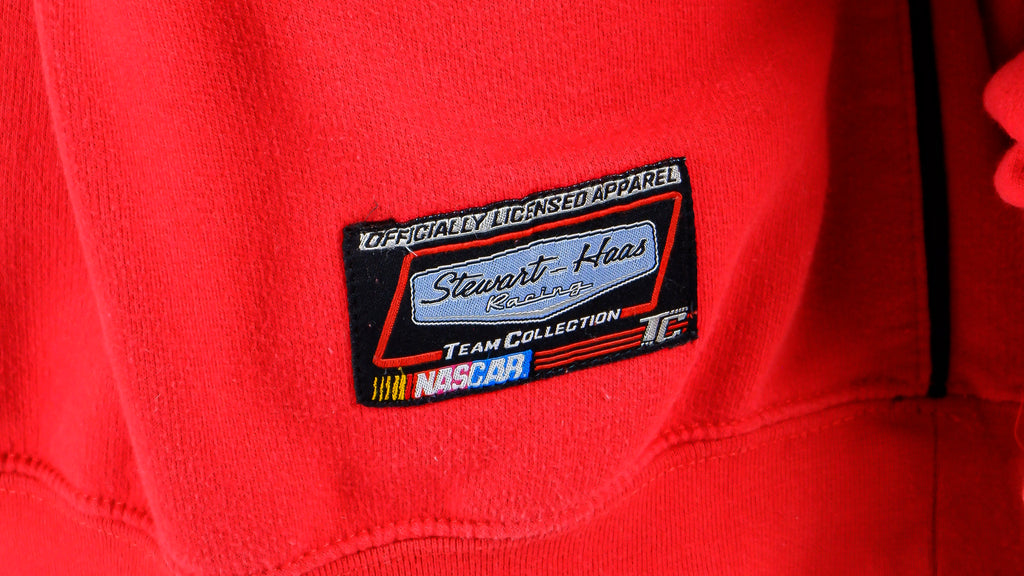 OFFICIALLY LICENSED APPAREL
Stewart-Haas
Racing
TEAM COLLECTION
TC
NASCAR